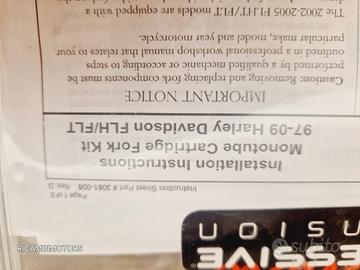 ESSIVE
NSION
Page 1 of 3
Instruction Sheet Part # 3081-008 Rev. D
Installation Instructions
Monotube Cartridge Fork Kit
97-09 Harley Davidson FLH/FLT
IMPORTANT NOTICE
Caution: Removing and replacing fork components must be
performed by a qualified mechanic or according to steps
outlined in a professional workshop manual that relates to your
particular make, model and year motorcycle.
The 2002-2005 FLHT/FLT models are equipped with a
RICAMBIMOTORS
subito